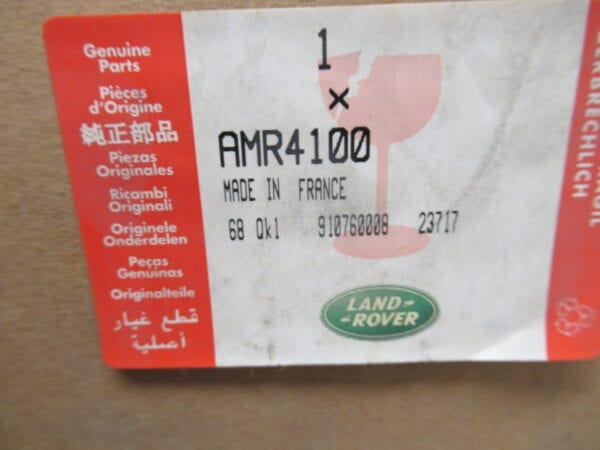 Genuine
Parts
Pièces
d'Origine
純正部品
Piezas
Originales
Ricambi
Originali
Originele
Onderdelen
Peças
Genuínas
Originalteile
قطع غيار
أصلية
1
x
AMR4100
MADE IN FRANCE
68 Qk1 910760008 23717
LAND-
-ROVER
ZERBRECHLICH